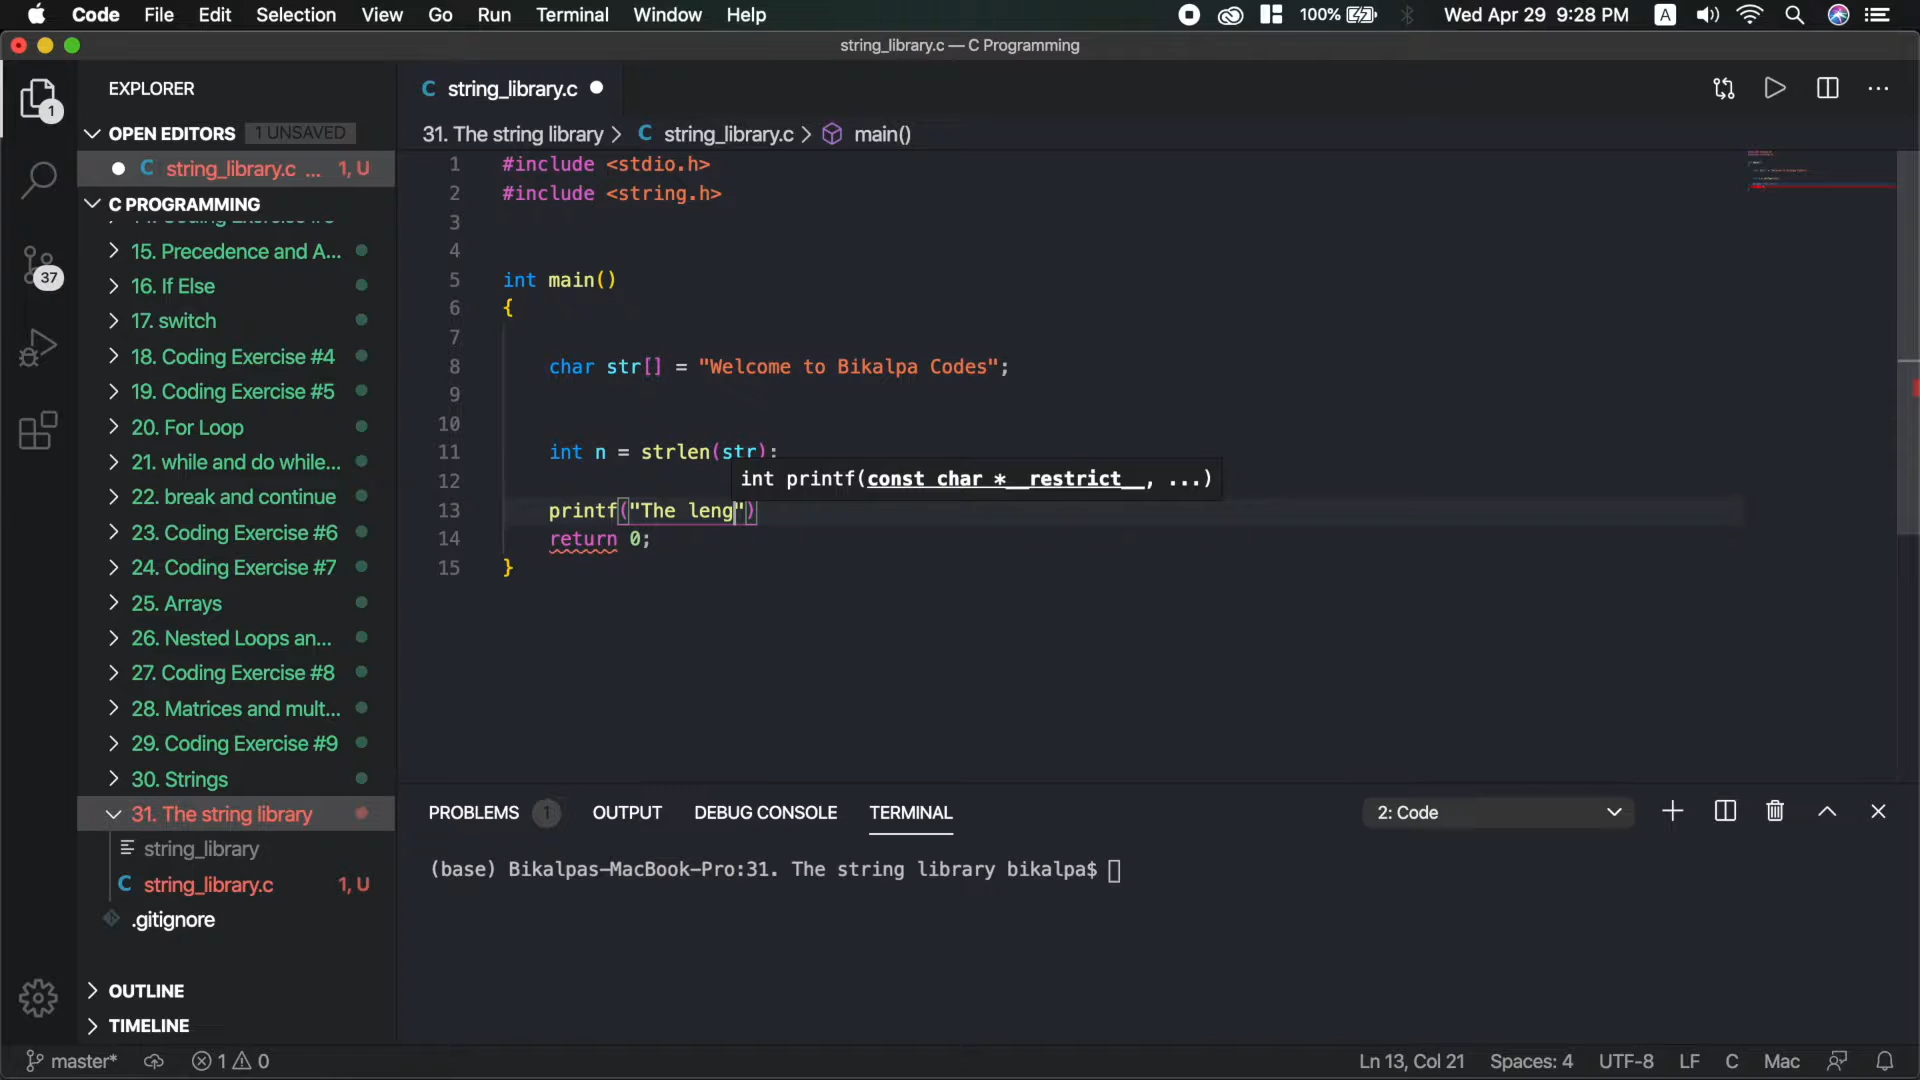 Code File Edit Selection View Go Run Terminal Window Help 100% Wed Apr 29 9:28 PM A
string_library.c — C Programming
EXPLORER
1
OPEN EDITORS 1 UNSAVED
C string_library.c ... 1, U
C PROGRAMMING
15. Precedence and A...
16. If Else
37
17. switch
18. Coding Exercise #4
19. Coding Exercise #5
20. For Loop
21. while and do while...
22. break and continue
23. Coding Exercise #6
24. Coding Exercise #7
25. Arrays
26. Nested Loops an...
27. Coding Exercise #8
28. Matrices and mult...
29. Coding Exercise #9
30. Strings
31. The string library
string_library
C string_library.c 1, U
.gitignore
OUTLINE
TIMELINE
C string_library.c
31. The string library > C string_library.c > main()
1 #include <stdio.h>
2 #include <string.h>
3
4
5 int main()
6 {
7
8 char str[] = "Welcome to Bikalpa Codes";
9
10
11 int n = strlen(str);
12
int printf(const char *__restrict__, ...)
13 printf("The leng")
14 return 0;
15 }
PROBLEMS 1 OUTPUT DEBUG CONSOLE TERMINAL 2: Code
(base) Bikalpas-MacBook-Pro:31. The string library bikalpa$
master* 1 0 Ln 13, Col 21 Spaces: 4 UTF-8 LF C Mac